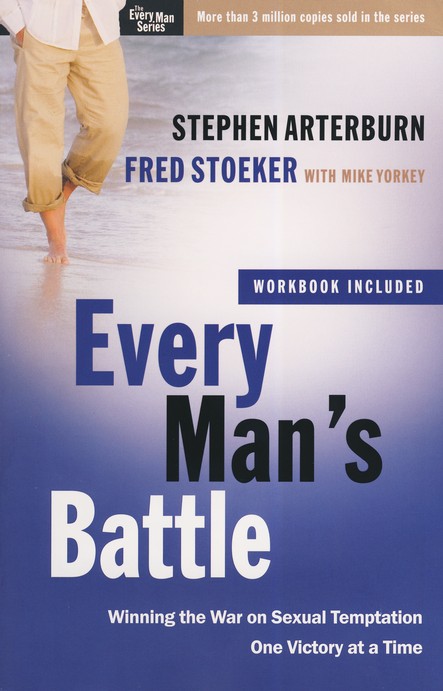 The
Every Man
Series
More than 3 million copies sold in the series
STEPHEN ARTERBURN
FRED STOEKER WITH MIKE YORKEY
WORKBOOK INCLUDED
Every
Man's
Battle
Winning the War on Sexual Temptation
One Victory at a Time